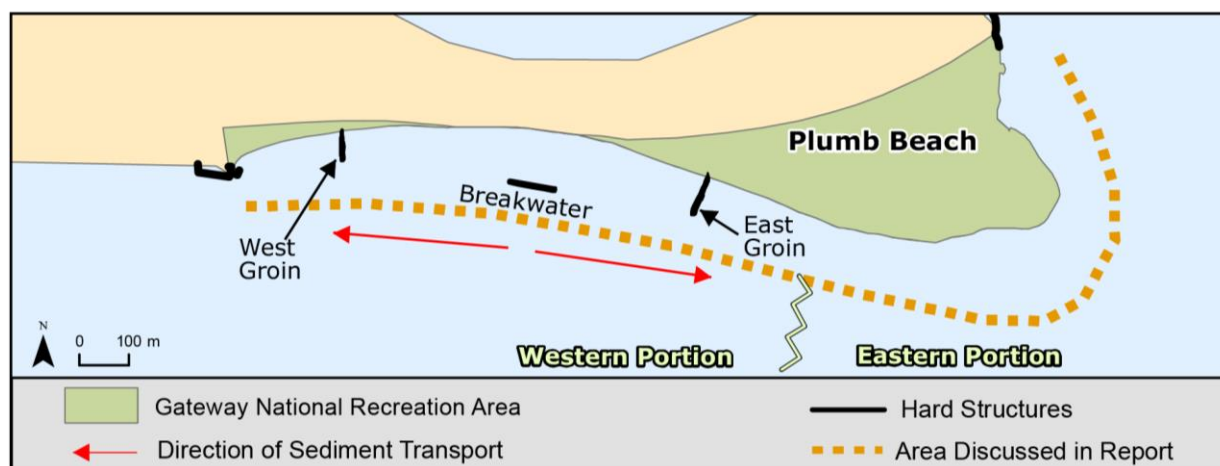 Plumb Beach
Breakwater
West
Groin
East
Groin
N
0 100 m
Western Portion
Eastern Portion
Gateway National Recreation Area
Hard Structures
Direction of Sediment Transport
Area Discussed in Report